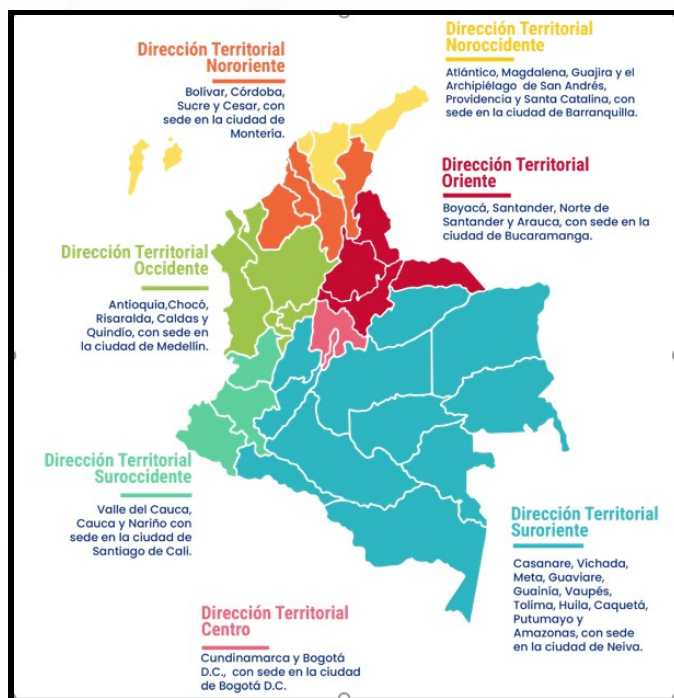 Dirección Territorial
Nororiente
Bolívar, Córdoba,
Sucre y Cesar, con
sede en la ciudad de
Montería.
Dirección Territorial
Noroccidente
Atlántico, Magdalena, Guajira y el
Archipiélago de San Andrés,
Providencia y Santa Catalina, con
sede en la ciudad de Barranquilla.
Dirección Territorial
Oriente
Boyacá, Santander, Norte de
Santander y Arauca, con sede en la
ciudad de Bucaramanga.
Dirección Territorial
Occidente
Antioquia,Chocó,
Risaralda, Caldas y
Quindío, con sede en
la ciudad de Medellín.
Dirección Territorial
Suroccidente
Valle del Cauca,
Cauca y Nariño con
sede en la ciudad de
Santiago de Cali.
Dirección Territorial
Suroriente
Casanare, Vichada,
Meta, Guaviare,
Guainía, Vaupés,
Tolima, Huila, Caquetá,
Putumayo y
Amazonas, con sede
en la ciudad de Neiva.
Dirección Territorial
Centro
Cundinamarca y Bogotá
D.C., con sede en la ciudad
de Bogotá D.C.